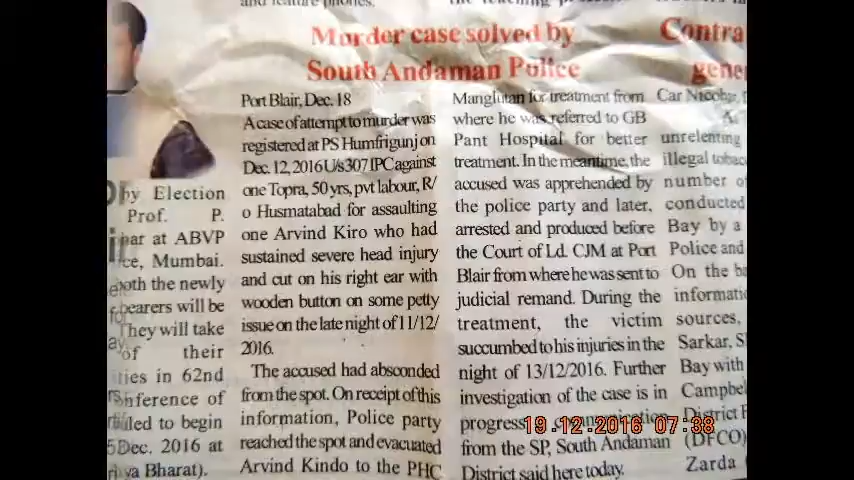 and feature phones.
Murder case solved by
South Andaman Police
Port Blair, Dec. 18
A case of attempt to murder was
registered at PS Humfrigunj on
Dec. 12, 2016 U/s 307 IPC against
one Topra, 50 yrs, pvt labour, R/
o Husmatabad for assaulting
one Arvind Kiro who had
sustained severe head injury
and cut on his right ear with
wooden button on some petty
issue on the late night of 11/12/
2016.
The accused had absconded
from the spot. On receipt of this
information, Police party
reached the spot and evacuated
Arvind Kindo to the PHC
Manglutan for treatment from
where he was referred to GB
Pant Hospital for better
treatment. In the meantime, the
accused was apprehended by
the police party and later,
arrested and produced before
the Court of Ld. CJM at Port
Blair from where he was sent to
judicial remand. During the
treatment, the victim
succumbed to his injuries in the
night of 13/12/2016. Further
investigation of the case is in
progress, a communication
from the SP, South Andaman
District said here today.
by Election
Prof. P.
at ABVP
Mumbai.
both the newly
bearers will be
They will take
of their
in 62nd
to begin
Dec. 2016 at
Bharat).
Contra
gene
Car Nicobar,
unrelenting
illegal tobac
number o
conducted
Bay by a
Police and
On the ba
informatio
sources,
Sarkar, S
Bay with
Campbel
District F
(DFCO)
Zarda
19.12.2016 07:38